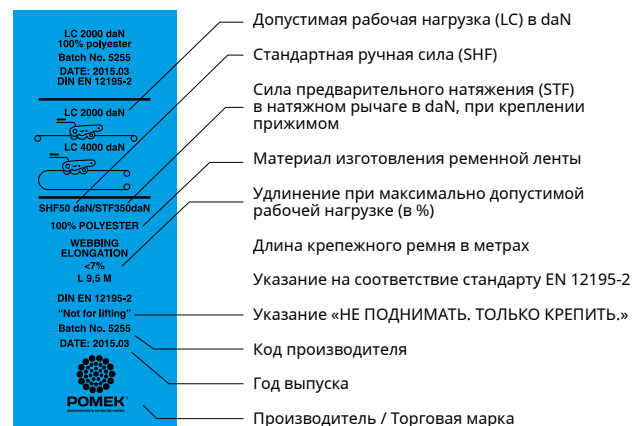 LC 2000 daN
100% polyester
Batch No. 5255
DATE: 2015.03
DIN EN 12195-2
LC 2000 daN
LC 4000 daN
SHF50 daN/STF350daN
100% POLYESTER
WEBBING
ELONGATION
<7%
L 9,5 M
DIN EN 12195-2
"Not for lifting"
Batch No. 5255
DATE: 2015.03
РОМЕК
Допустимая рабочая нагрузка (LC) в daN
Стандартная ручная сила (SHF)
Сила предварительного натяжения (STF)
в натяжном рычаге в daN, при креплении
прижимом
Материал изготовления ременной ленты
Удлинение при максимально допустимой
рабочей нагрузке (в %)
Длина крепежного ремня в метрах
Указание на соответствие стандарту EN 12195-2
Указание «НЕ ПОДНИМАТЬ. ТОЛЬКО КРЕПИТЬ.»
Код производителя
Год выпуска
Производитель / Торговая марка